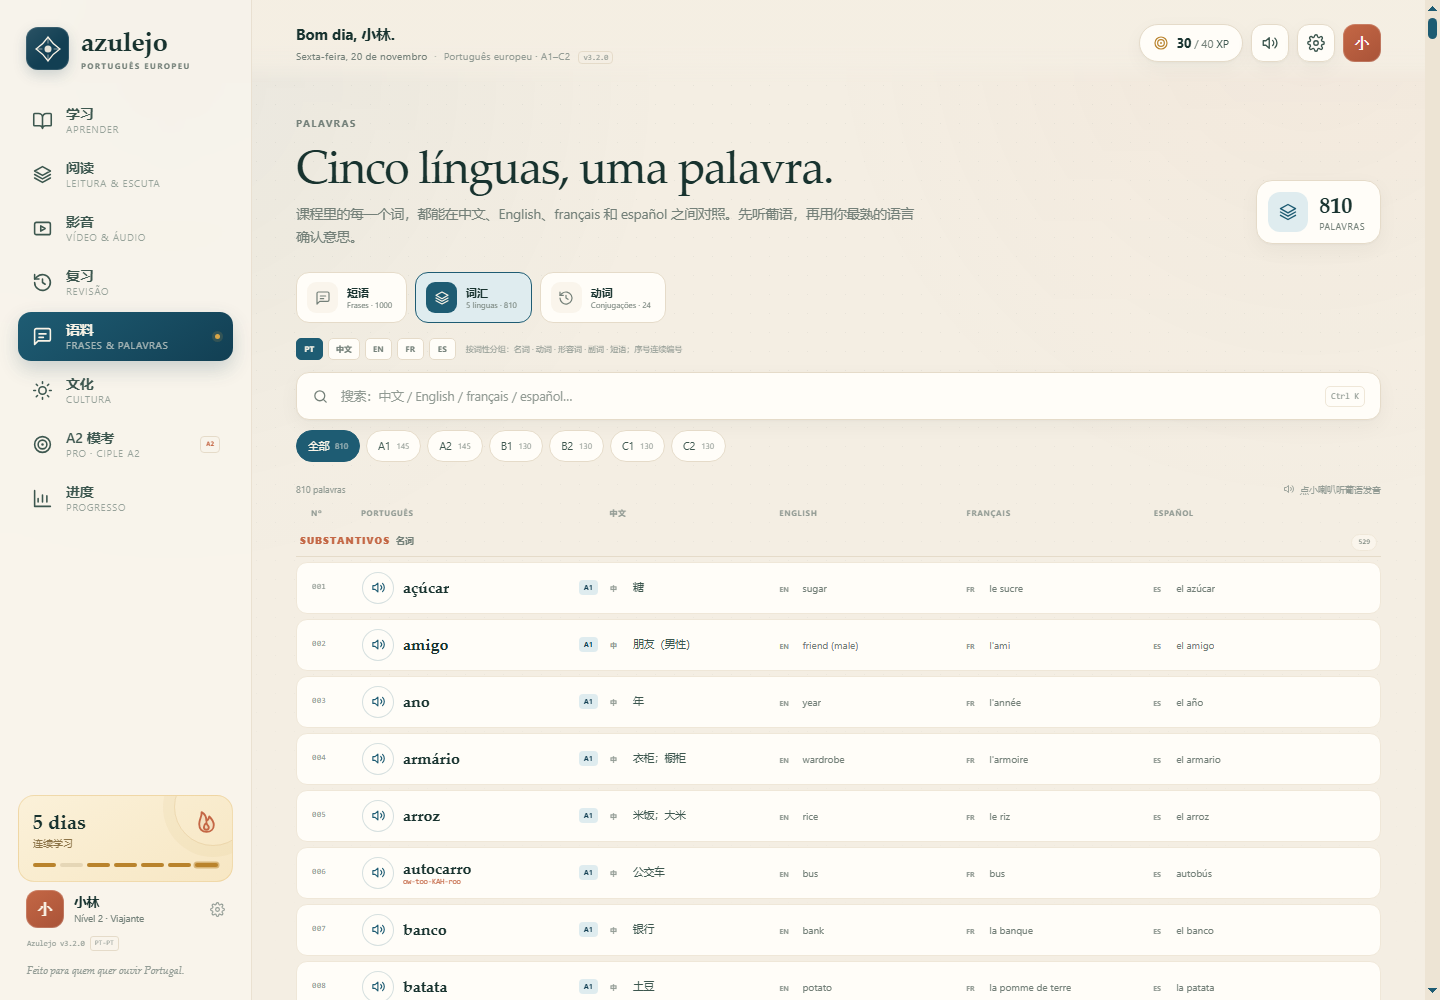 azulejo
PORTUGUÊS EUROPEU
学习
APRENDER
阅读
LEITURA & ESCUTA
影音
VÍDEO & ÁUDIO
复习
REVISÃO
语料
FRASES & PALAVRAS
文化
CULTURA
A2 模考
PRO · CIPLE A2
A2
进度
PROGRESSO
5 dias
连续学习
小
小林
Nível 2 · Viajante
Azulejo v3.2.0 PT-PT
Feito para quem quer ouvir Portugal.
Bom dia, 小林.
Sexta-feira, 20 de novembro · Português europeu · A1–C2 v3.2.0
30 / 40 XP
小
PALAVRAS
Cinco línguas, uma palavra.
课程里的每一个词，都能在中文、English、français 和 español 之间对照。先听葡语，再用你最熟的语言
确认意思。
810
PALAVRAS
短语
Frases · 1000
词汇
5 línguas · 810
动词
Conjugações · 24
PT 中文 EN FR ES 按词性分组：名词 · 动词 · 形容词 · 副词 · 短语；序号连续编号
搜索：中文 / English / français / español...
Ctrl K
全部 810 A1 145 A2 145 B1 130 B2 130 C1 130 C2 130
810 palavras
点小喇叭听葡语发音
Nº PORTUGUÊS 中文 ENGLISH FRANÇAIS ESPAÑOL
SUBSTANTIVOS 名词 529
001 açúcar A1 中 糖 EN sugar FR le sucre ES el azúcar
002 amigo A1 中 朋友（男性） EN friend (male) FR l'ami ES el amigo
003 ano A1 中 年 EN year FR l'année ES el año
004 armário A1 中 衣柜；橱柜 EN wardrobe FR l'armoire ES el armario
005 arroz A1 中 米饭；大米 EN rice FR le riz ES el arroz
006 autocarro A1 中 公交车 EN bus FR bus ES autobús
ow-too-KAH-roo
007 banco A1 中 银行 EN bank FR la banque ES el banco
008 batata A1 中 土豆 EN potato FR la pomme de terre ES la patata